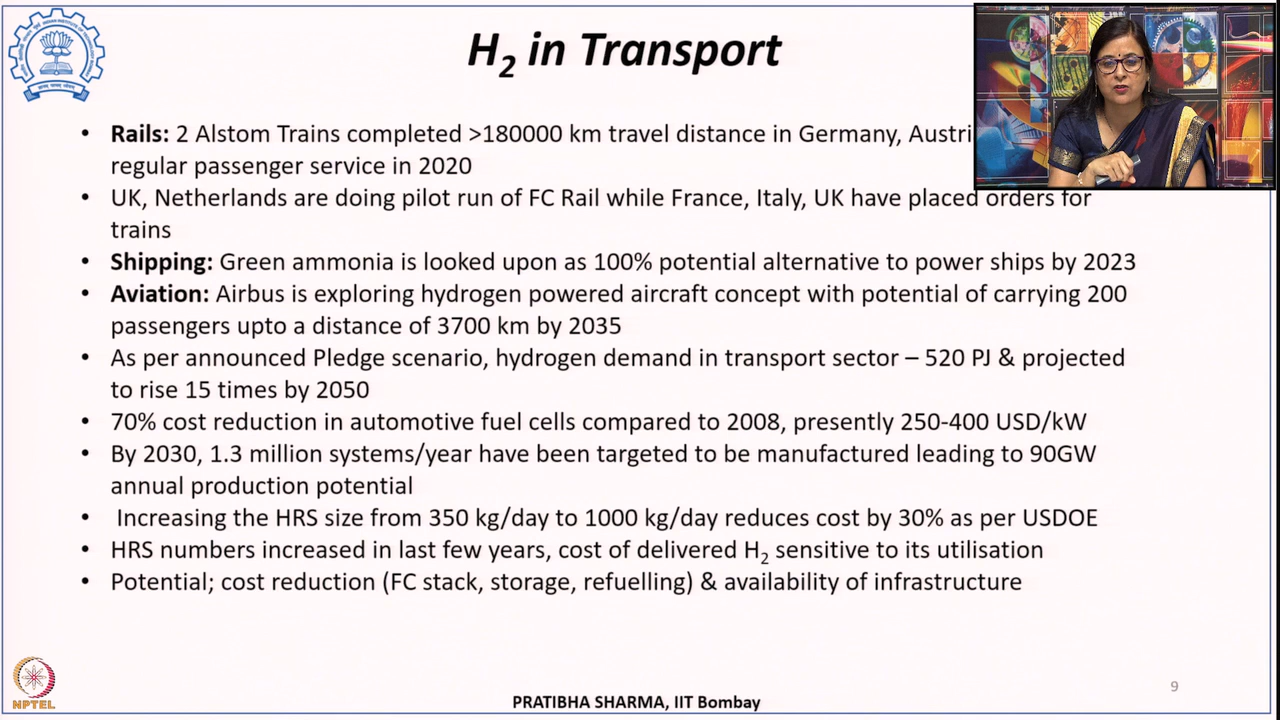 H2 in Transport
• Rails: 2 Alstom Trains completed >180000 km travel distance in Germany,
regular passenger service in 2020
• UK, Netherlands are doing pilot run of FC Rail while France, Italy, UK have placed orders for
trains
• Shipping: Green ammonia is looked upon as 100% potential alternative to power ships by 2023
• Aviation: Airbus is exploring hydrogen powered aircraft concept with potential of carrying 200
passengers upto a distance of 3700 km by 2035
• As per announced Pledge scenario, hydrogen demand in transport sector – 520 PJ & projected
to rise 15 times by 2050
• 70% cost reduction in automotive fuel cells compared to 2008, presently 250-400 USD/kW
• By 2030, 1.3 million systems/year have been targeted to be manufactured leading to 90GW
annual production potential
• Increasing the HRS size from 350 kg/day to 1000 kg/day reduces cost by 30% as per USDOE
• HRS numbers increased in last few years, cost of delivered H2 sensitive to its utilisation
• Potential; cost reduction (FC stack, storage, refuelling) & availability of infrastructure
9
NPTEL
PRATIBHA SHARMA, IIT Bombay